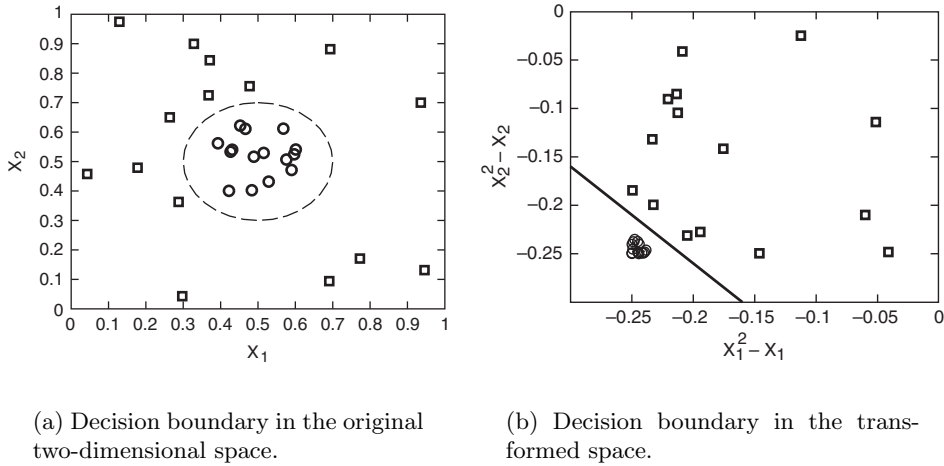 1
0.9
0.8
0.7
0.6
0.5
0.4
0.3
0.2
0.1
0
X₂
0 0.1 0.2 0.3 0.4 0.5 0.6 0.7 0.8 0.9 1
X₁
0
−0.05
−0.1
−0.15
−0.2
−0.25
X₂² − X₂
−0.25 −0.2 −0.15 −0.1 −0.05 0
X₁² − X₁
(a) Decision boundary in the original
two-dimensional space.
(b) Decision boundary in the trans-
formed space.